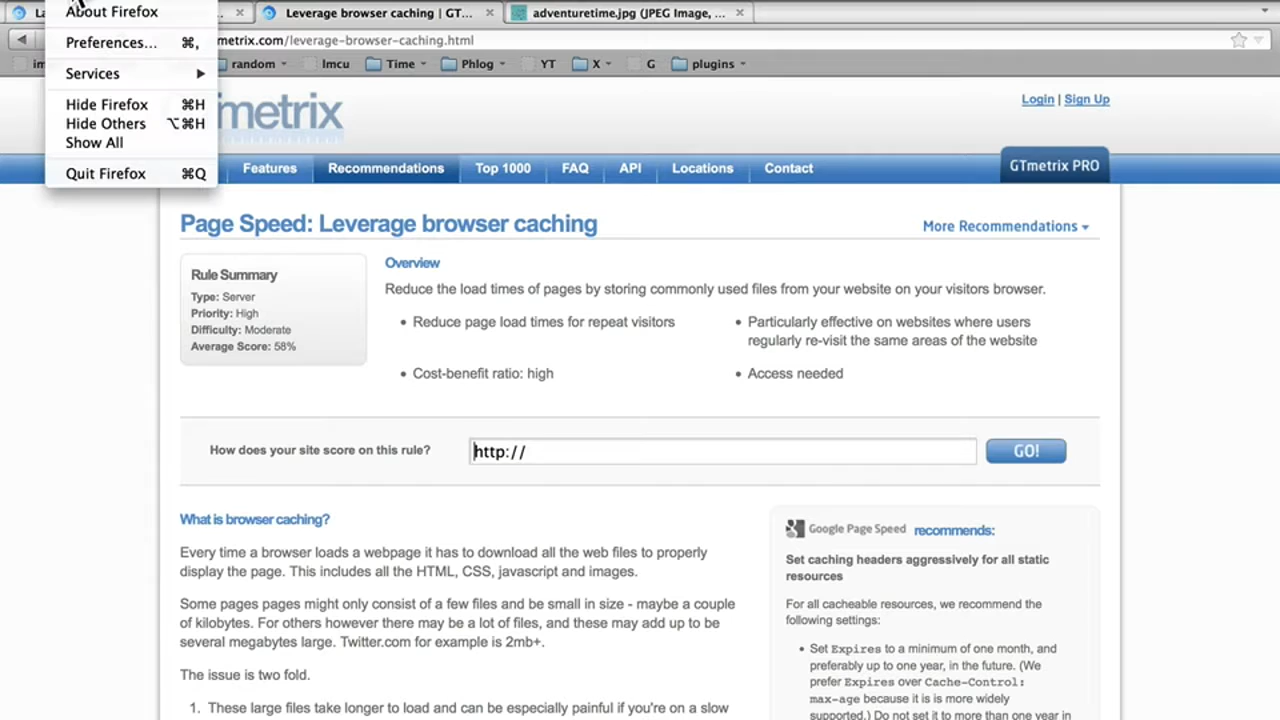 About Firefox
Preferences... ⌘,
Services ▶
Hide Firefox ⌘H
Hide Others ⌥⌘H
Show All
Quit Firefox ⌘Q
Leverage browser caching | GT...
adventuretime.jpg (JPEG Image, ...
metrix.com/leverage-browser-caching.html
random
Imcu
Time
Phlog
YT
X
G
plugins
metrix
Login | Sign Up
Features
Recommendations
Top 1000
FAQ
API
Locations
Contact
GTmetrix PRO
Page Speed: Leverage browser caching
More Recommendations
Rule Summary
Type: Server
Priority: High
Difficulty: Moderate
Average Score: 58%
Overview
Reduce the load times of pages by storing commonly used files from your website on your visitors browser.
• Reduce page load times for repeat visitors
• Particularly effective on websites where users
regularly re-visit the same areas of the website
• Cost-benefit ratio: high
• Access needed
How does your site score on this rule?
http://
GO!
What is browser caching?
Every time a browser loads a webpage it has to download all the web files to properly
display the page. This includes all the HTML, CSS, javascript and images.
Some pages pages might only consist of a few files and be small in size - maybe a couple
of kilobytes. For others however there may be a lot of files, and these may add up to be
several megabytes large. Twitter.com for example is 2mb+.
The issue is two fold.
1. These large files take longer to load and can be especially painful if you're on a slow
Google Page Speed recommends:
Set caching headers aggressively for all static
resources
For all cacheable resources, we recommend the
following settings:
• Set Expires to a minimum of one month, and
preferably up to one year, in the future. (We
prefer Expires over Cache-Control:
max-age because it is is more widely
supported.) Do not set it to more than one year in